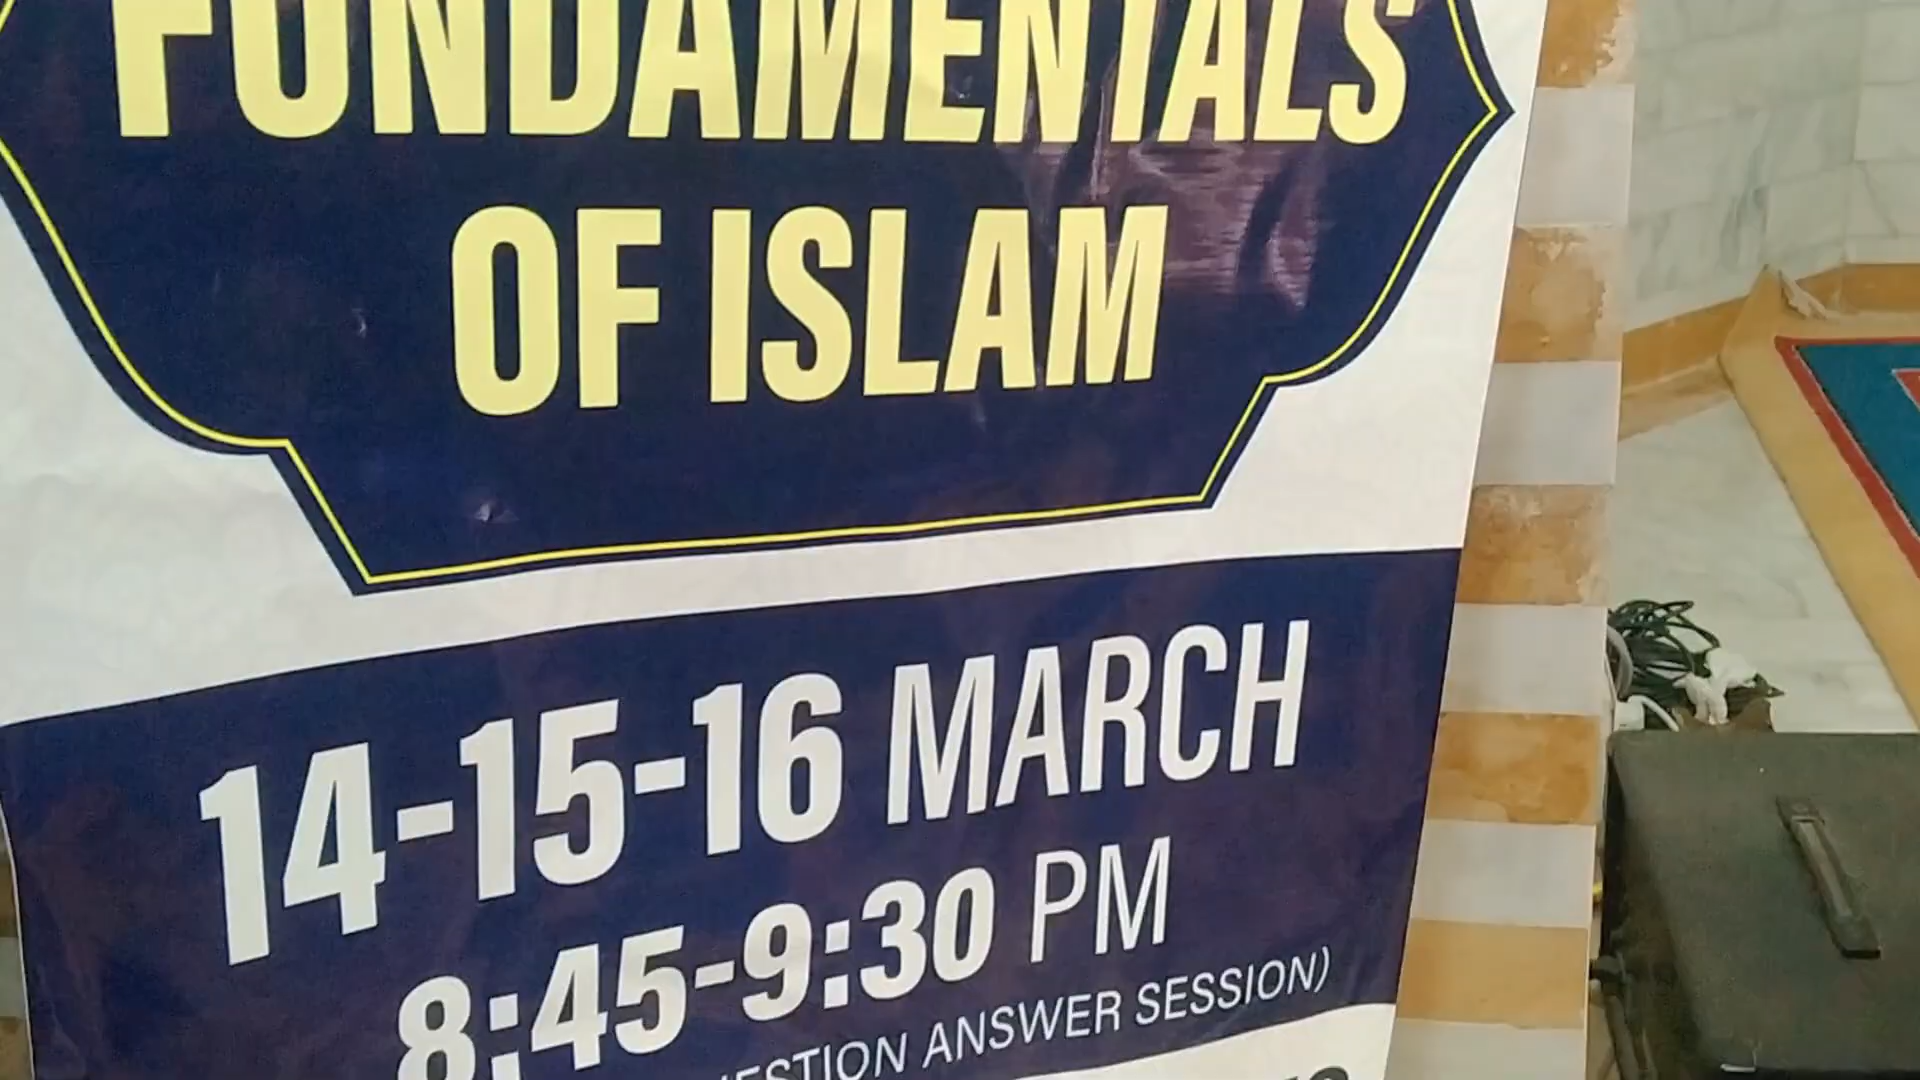 FUNDAMENTALS
OF ISLAM
14-15-16 MARCH
8:45-9:30 PM
ANSWER SESSION)